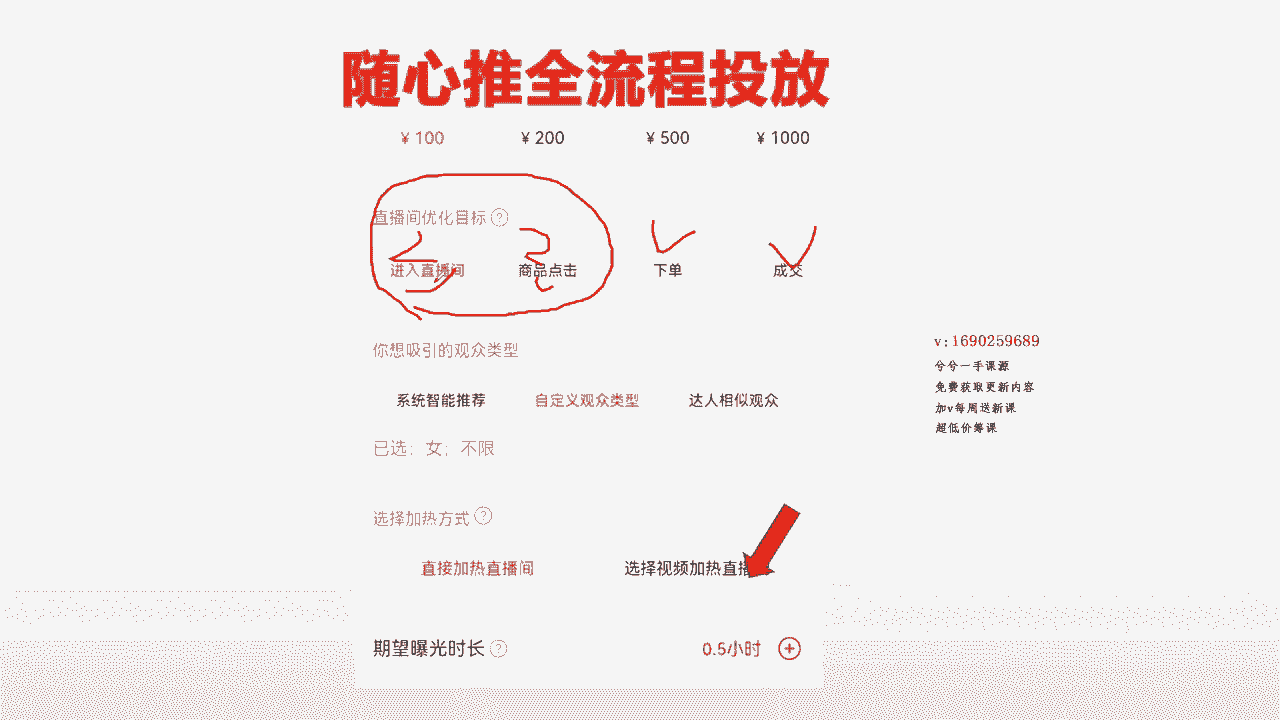 随心推全流程投放
¥ 100 ¥ 200 ¥ 500 ¥ 1000
直播间优化目标 ?
进入直播间 商品点击 下单 成交
你想吸引的观众类型
v:1690259689
兮兮一手课源
免费获取更新内容
加v每周送新课
超低价筹课
系统智能推荐 自定义观众类型 达人相似观众
已选：女；不限
选择加热方式 ?
直接加热直播间 选择视频加热直播
期望曝光时长 ? 0.5小时 +